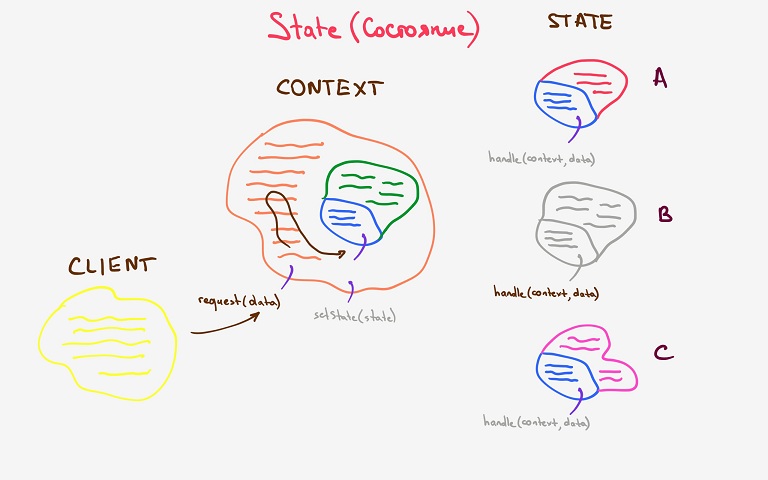 State (Состояние)
STATE
CONTEXT
A
handle(context,data)
B
CLIENT
handle(context,data)
request(data)
setState(state)
C
handle(context,data)